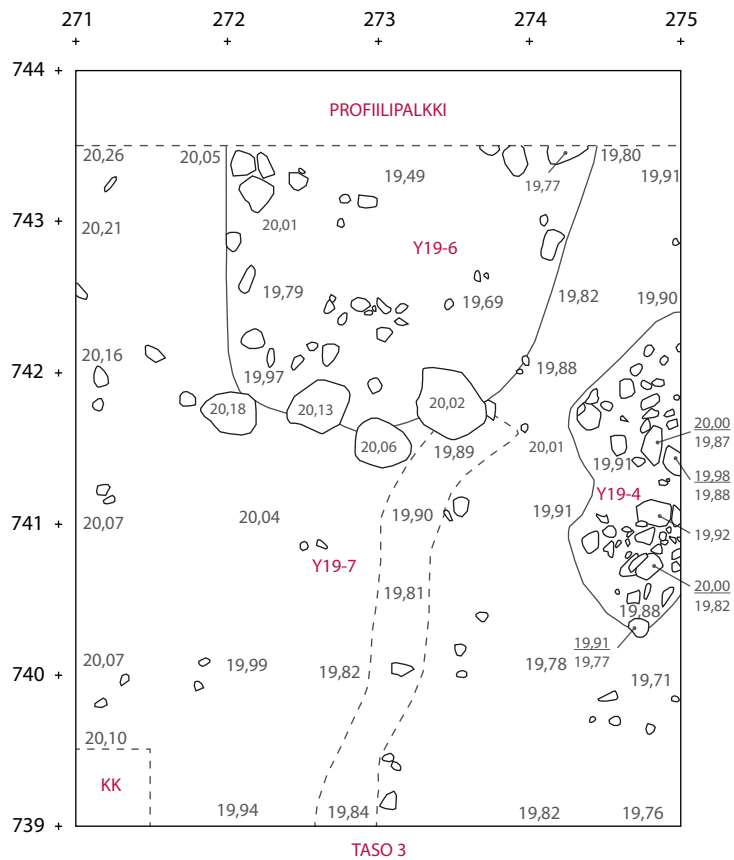 271 272 273 274 275
+ + + + +
744 +
PROFIILIPALKKI
20,26 20,05 19,49 19,77 19,80 19,91
743 +
20,21 20,01 Y19-6
19,79 19,69 19,82 19,90
20,16 19,97 19,88
742 +
20,18 20,13 20,02
20,06 19,89 20,01
20,00
19,87
19,91
19,98
19,88
Y19-4
741 +
20,07 20,04 19,90 19,91 19,92
Y19-7
19,81
20,00
19,82
19,88
19,91
19,77
740 +
20,07 19,99 19,82 19,78 19,71
20,10
KK
19,94 19,84 19,82 19,76
739 +
TASO 3